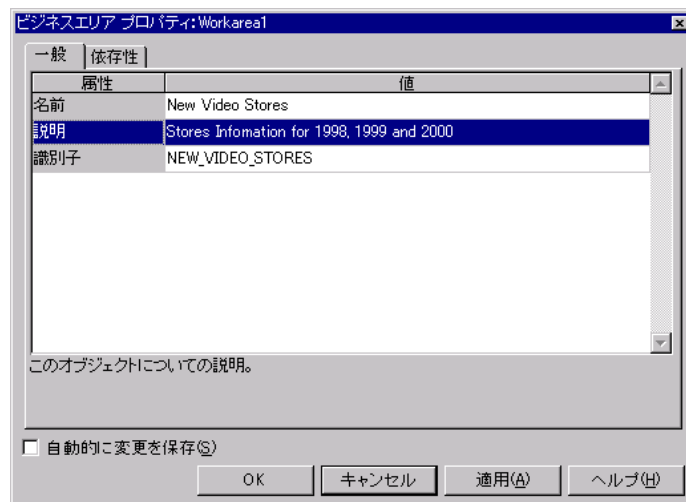 ビジネスエリア プロパティ:Workarea1
一般 依存性
属性 値
名前 New Video Stores
説明 Stores Infomation for 1998, 1999 and 2000
識別子 NEW_VIDEO_STORES
このオブジェクトについての説明。
自動的に変更を保存(S)
OK キャンセル 適用(A) ヘルプ(H)